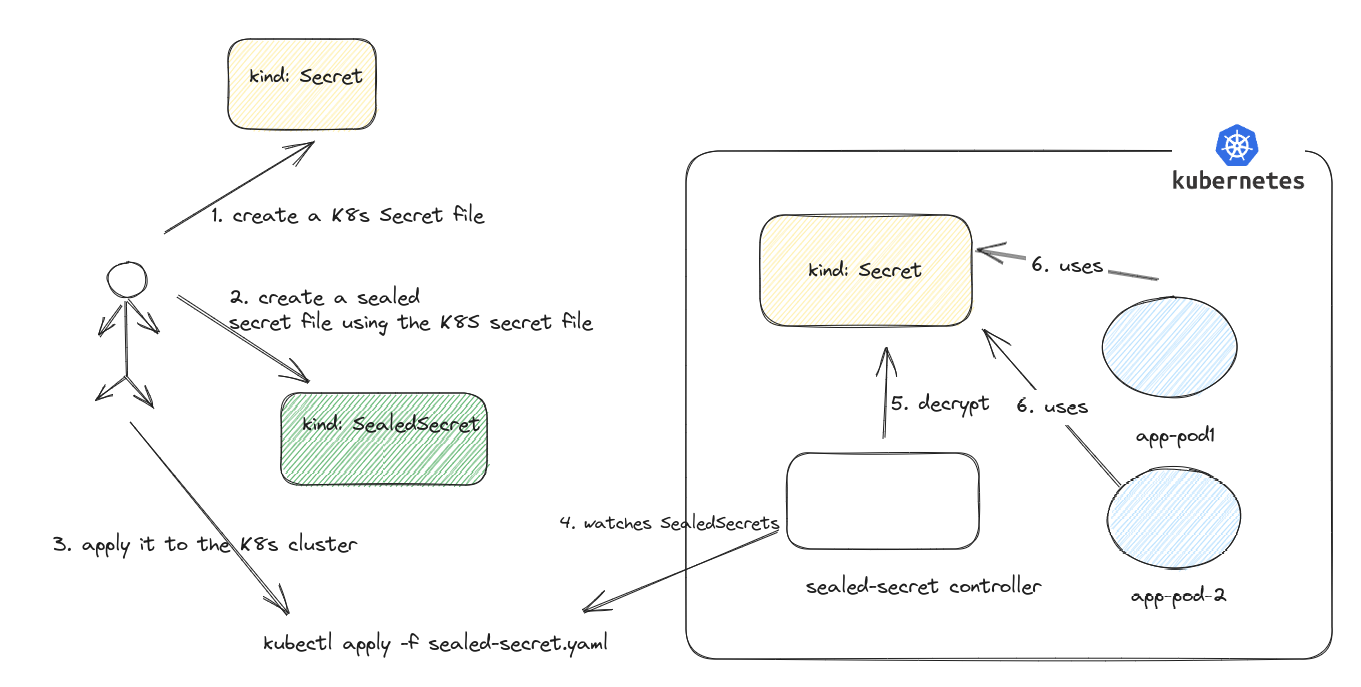 kind: Secret
1. create a K8s Secret file
2. create a sealed
secret file using the K8S secret file
kind: SealedSecret
3. apply it to the K8s cluster
kubectl apply -f sealed-secret.yaml
kubernetes
kind: Secret
6. uses
5. decrypt
6. uses
app-pod1
4. watches SealedSecrets
sealed-secret controller
app-pod-2